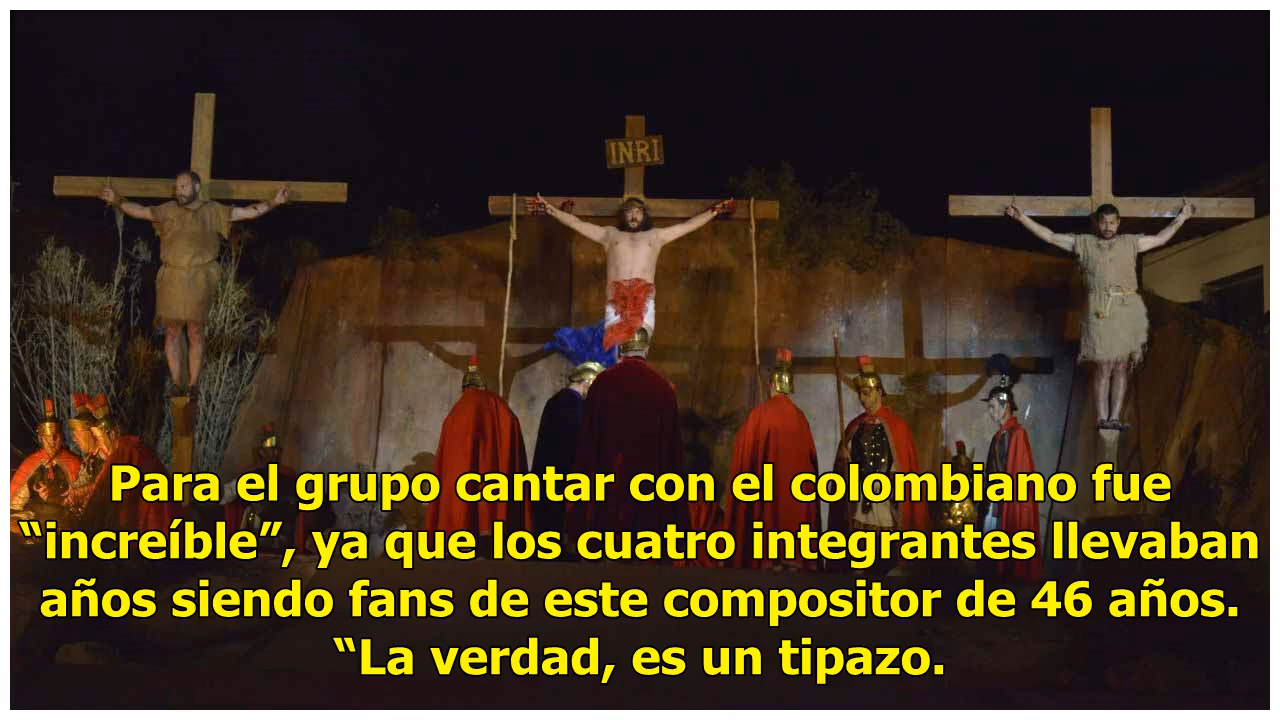 INRI
Para el grupo cantar con el colombiano fue
“increíble”, ya que los cuatro integrantes llevaban
años siendo fans de este compositor de 46 años.
“La verdad, es un tipazo.